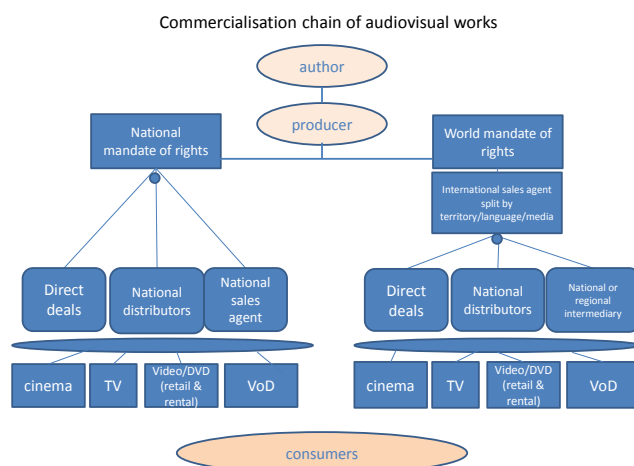 Commercialisation chain of audiovisual works
author
producer
National
mandate of rights
World mandate of
rights
International sales agent
split by
territory/language/media
Direct
deals
National
distributors
National
sales
agent
Direct
deals
National
distributors
National or
regional
intermediary
cinema
TV
Video/DVD
(retail &
rental)
VoD
cinema
TV
Video/DVD
(retail &
rental)
VoD
consumers